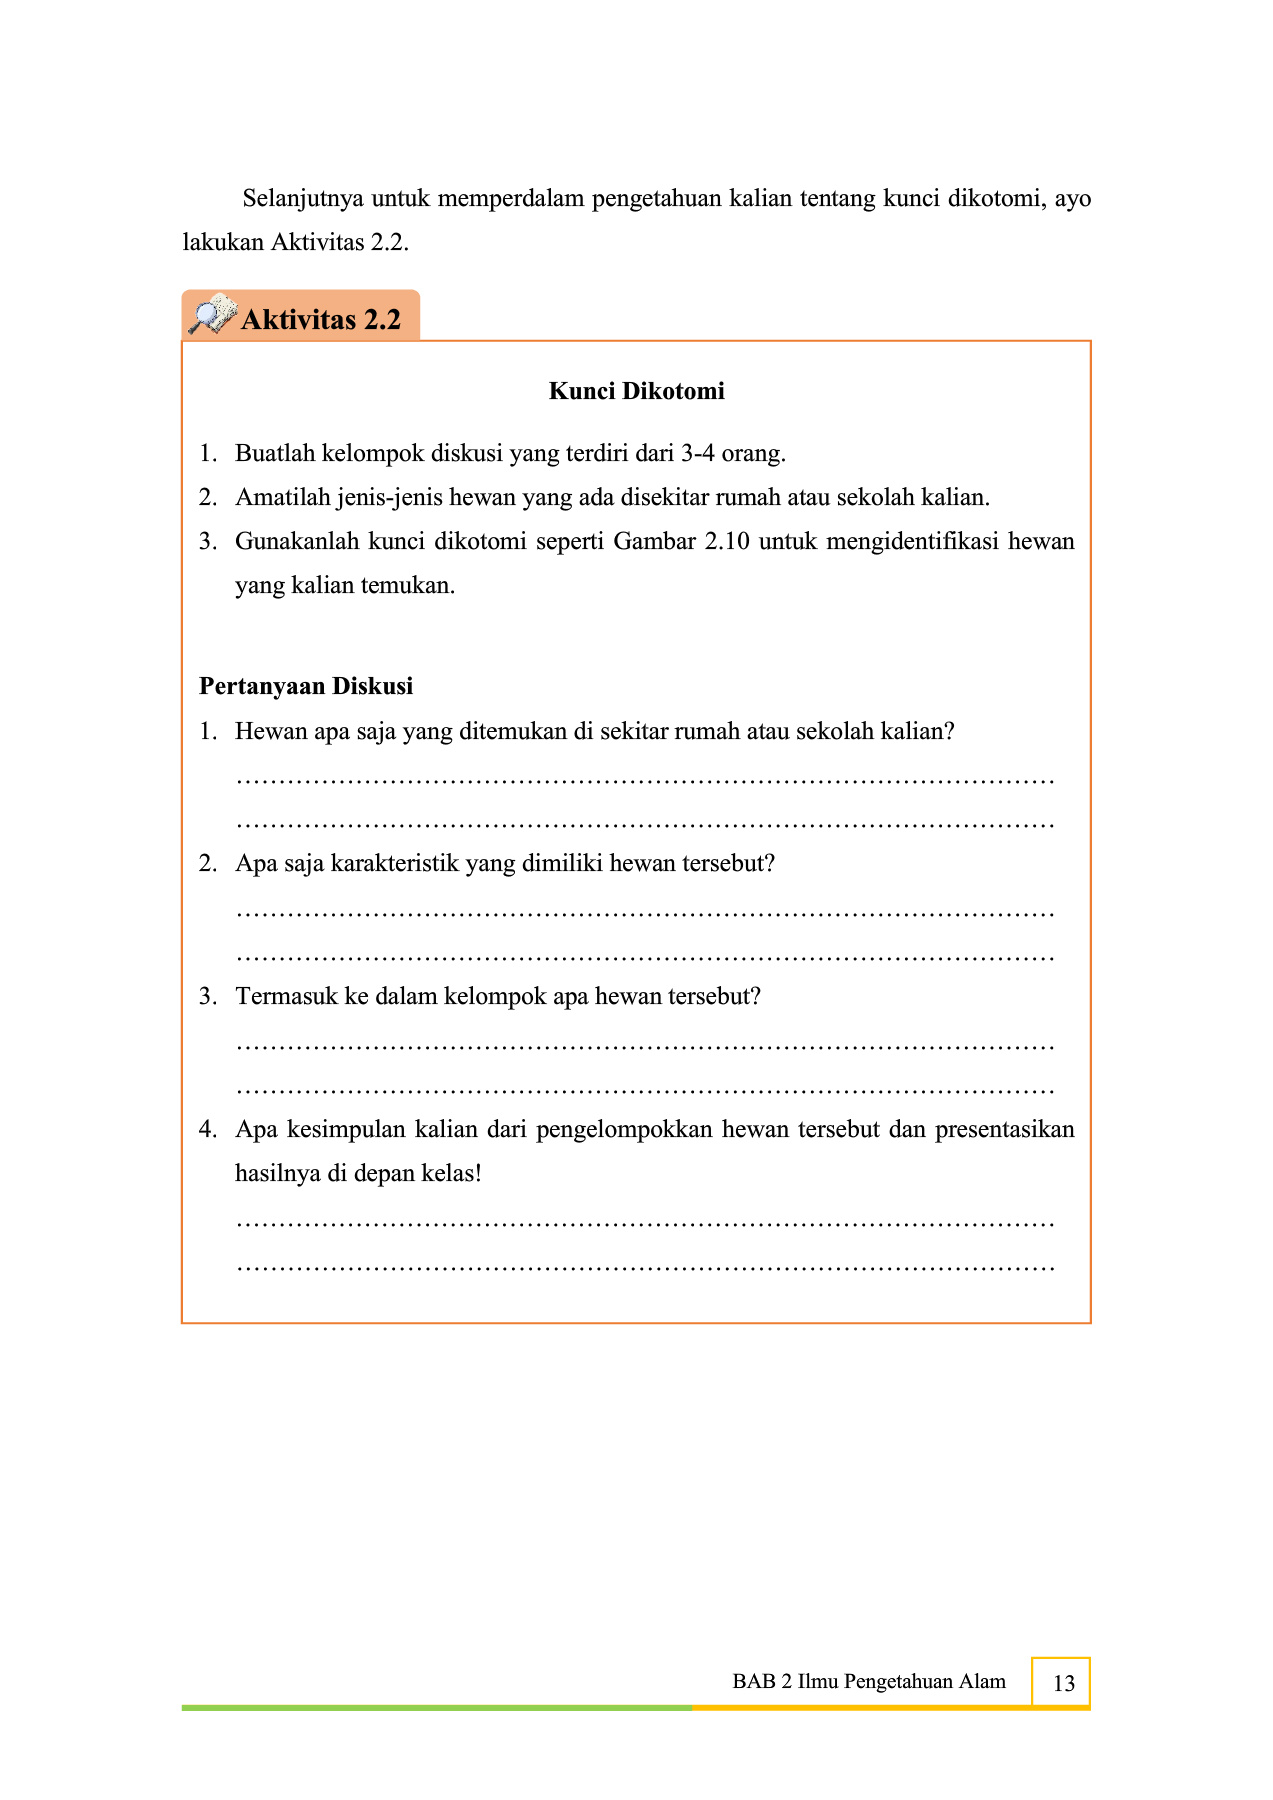 Selanjutnya untuk memperdalam pengetahuan kalian tentang kunci dikotomi, ayo
lakukan Aktivitas 2.2.
Aktivitas 2.2
Kunci Dikotomi
1. Buatlah kelompok diskusi yang terdiri dari 3-4 orang.
2. Amatilah jenis-jenis hewan yang ada disekitar rumah atau sekolah kalian.
3. Gunakanlah kunci dikotomi seperti Gambar 2.10 untuk mengidentifikasi hewan
yang kalian temukan.
Pertanyaan Diskusi
1. Hewan apa saja yang ditemukan di sekitar rumah atau sekolah kalian?
................................................................................................
................................................................................................
2. Apa saja karakteristik yang dimiliki hewan tersebut?
................................................................................................
................................................................................................
3. Termasuk ke dalam kelompok apa hewan tersebut?
................................................................................................
................................................................................................
4. Apa kesimpulan kalian dari pengelompokkan hewan tersebut dan presentasikan
hasilnya di depan kelas!
................................................................................................
................................................................................................
BAB 2 Ilmu Pengetahuan Alam 13